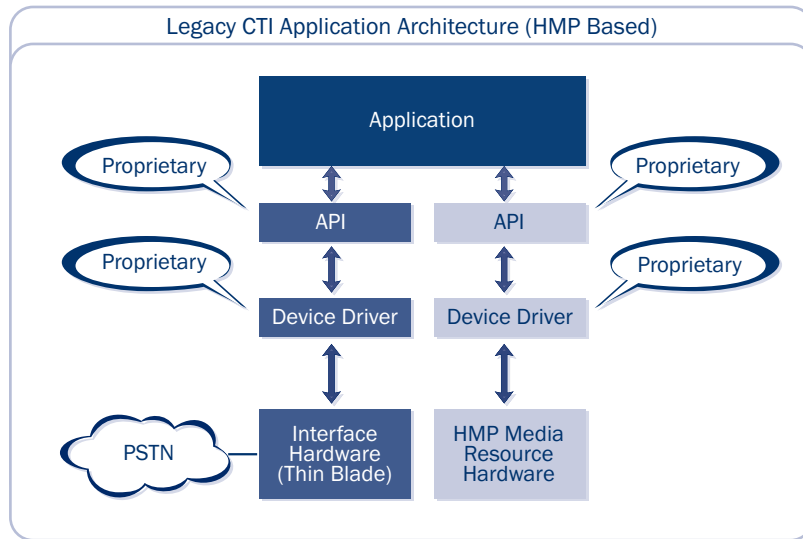 Legacy CTI Application Architecture (HMP Based)
Application
Proprietary
Proprietary
API
API
Proprietary
Proprietary
Device Driver
Device Driver
PSTN
Interface
Hardware
(Thin Blade)
HMP Media
Resource
Hardware